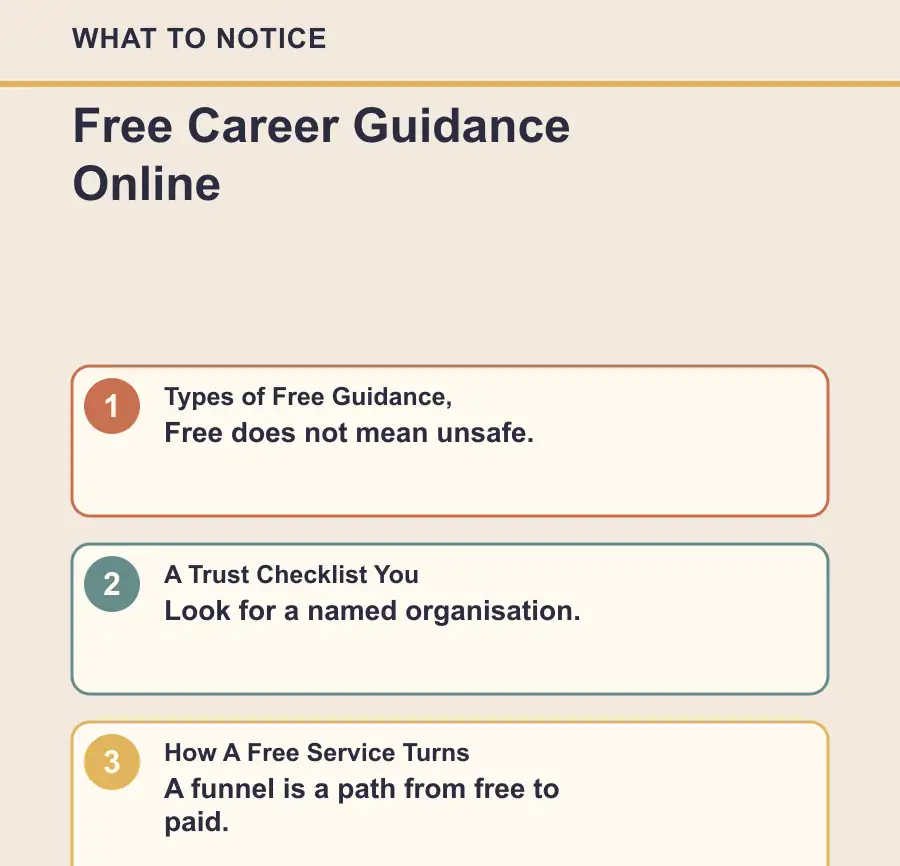 WHAT TO NOTICE
Free Career Guidance
Online
1
Types of Free Guidance,
Free does not mean unsafe.
2
A Trust Checklist You
Look for a named organisation.
3
How A Free Service Turns
A funnel is a path from free to
paid.